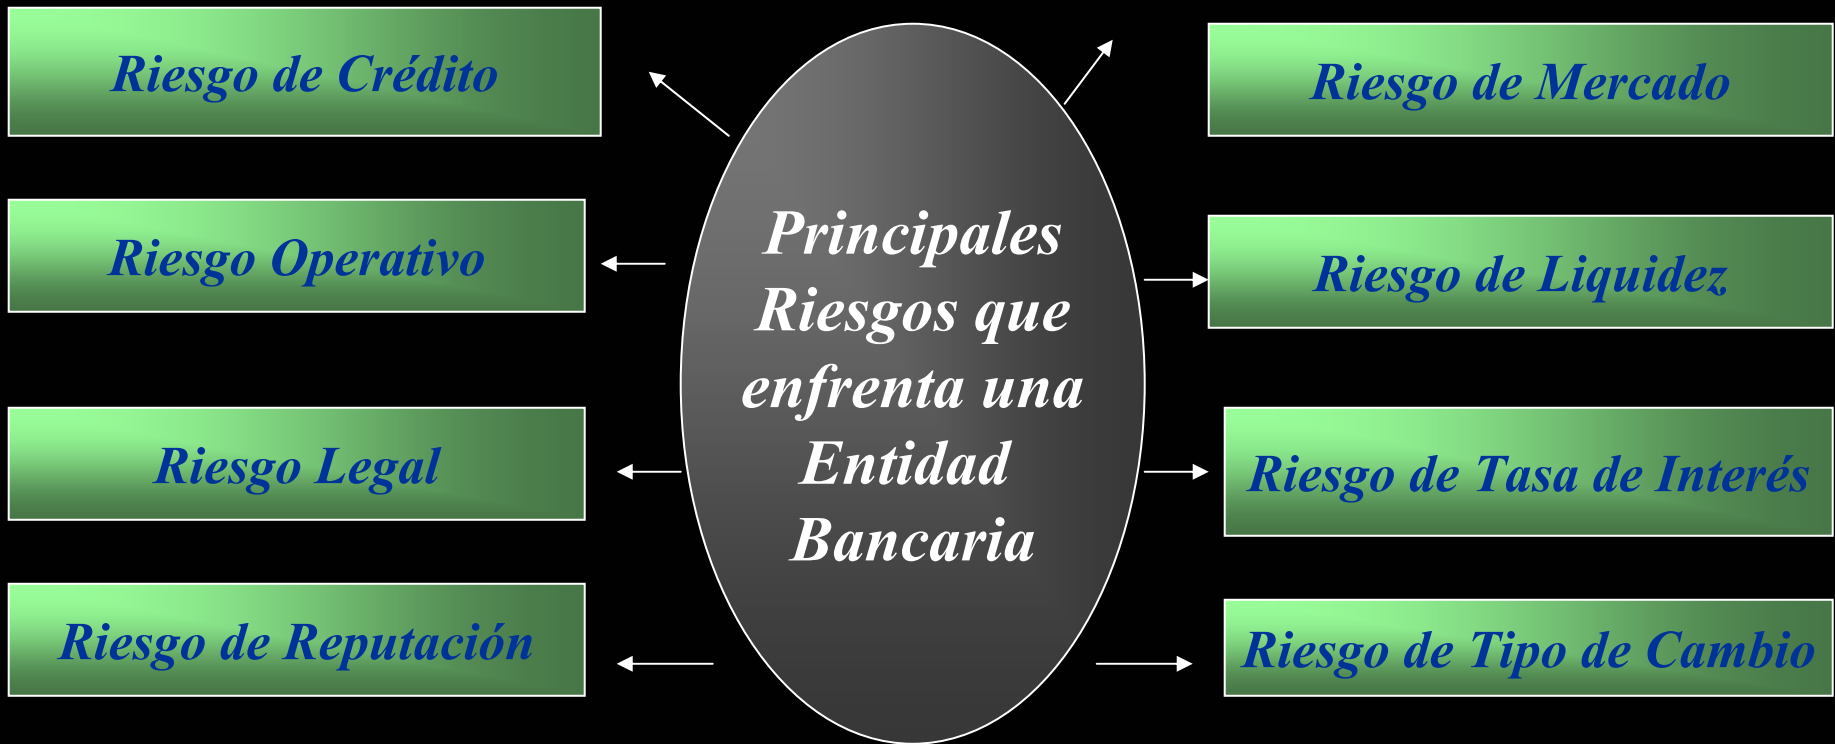 Riesgo de Crédito
Riesgo Operativo
Riesgo Legal
Riesgo de Reputación
Principales
Riesgos que
enfrenta una
Entidad
Bancaria
Riesgo de Mercado
Riesgo de Liquidez
Riesgo de Tasa de Interés
Riesgo de Tipo de Cambio